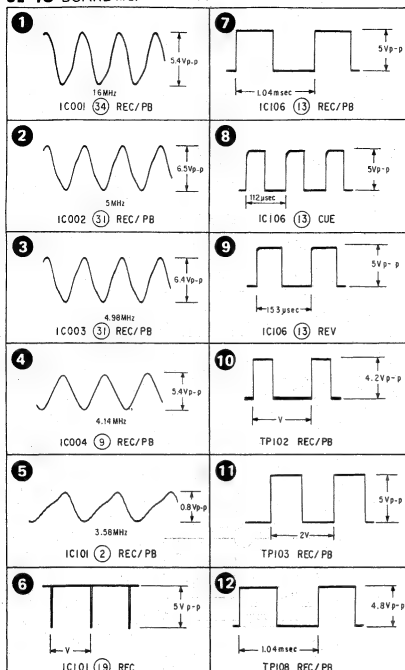 BOARD
1
5.4Vp-p
16MHz
IC001 (34) REC/PB
2
6.5Vp-p
5MHz
IC002 (31) REC/PB
3
6.4Vp-p
4.98MHz
IC003 (31) REC/PB
4
5.4Vp-p
4.14MHz
IC004 (9) REC/PB
5
0.8Vp-p
3.58MHz
IC101 (2) REC/PB
6
5Vp-p
V
IC101 (19) REC
7
5Vp-p
1.04msec
IC106 (13) REC/PB
8
5Vp-p
112µsec
IC106 (13) CUE
9
5Vp-p
153µsec
IC106 (13) REV
10
4.2Vp-p
V
TP102 REC/PB
11
5Vp-p
2V
TP103 REC/PB
12
4.8Vp-p
1.04msec
TP108 REC/PB